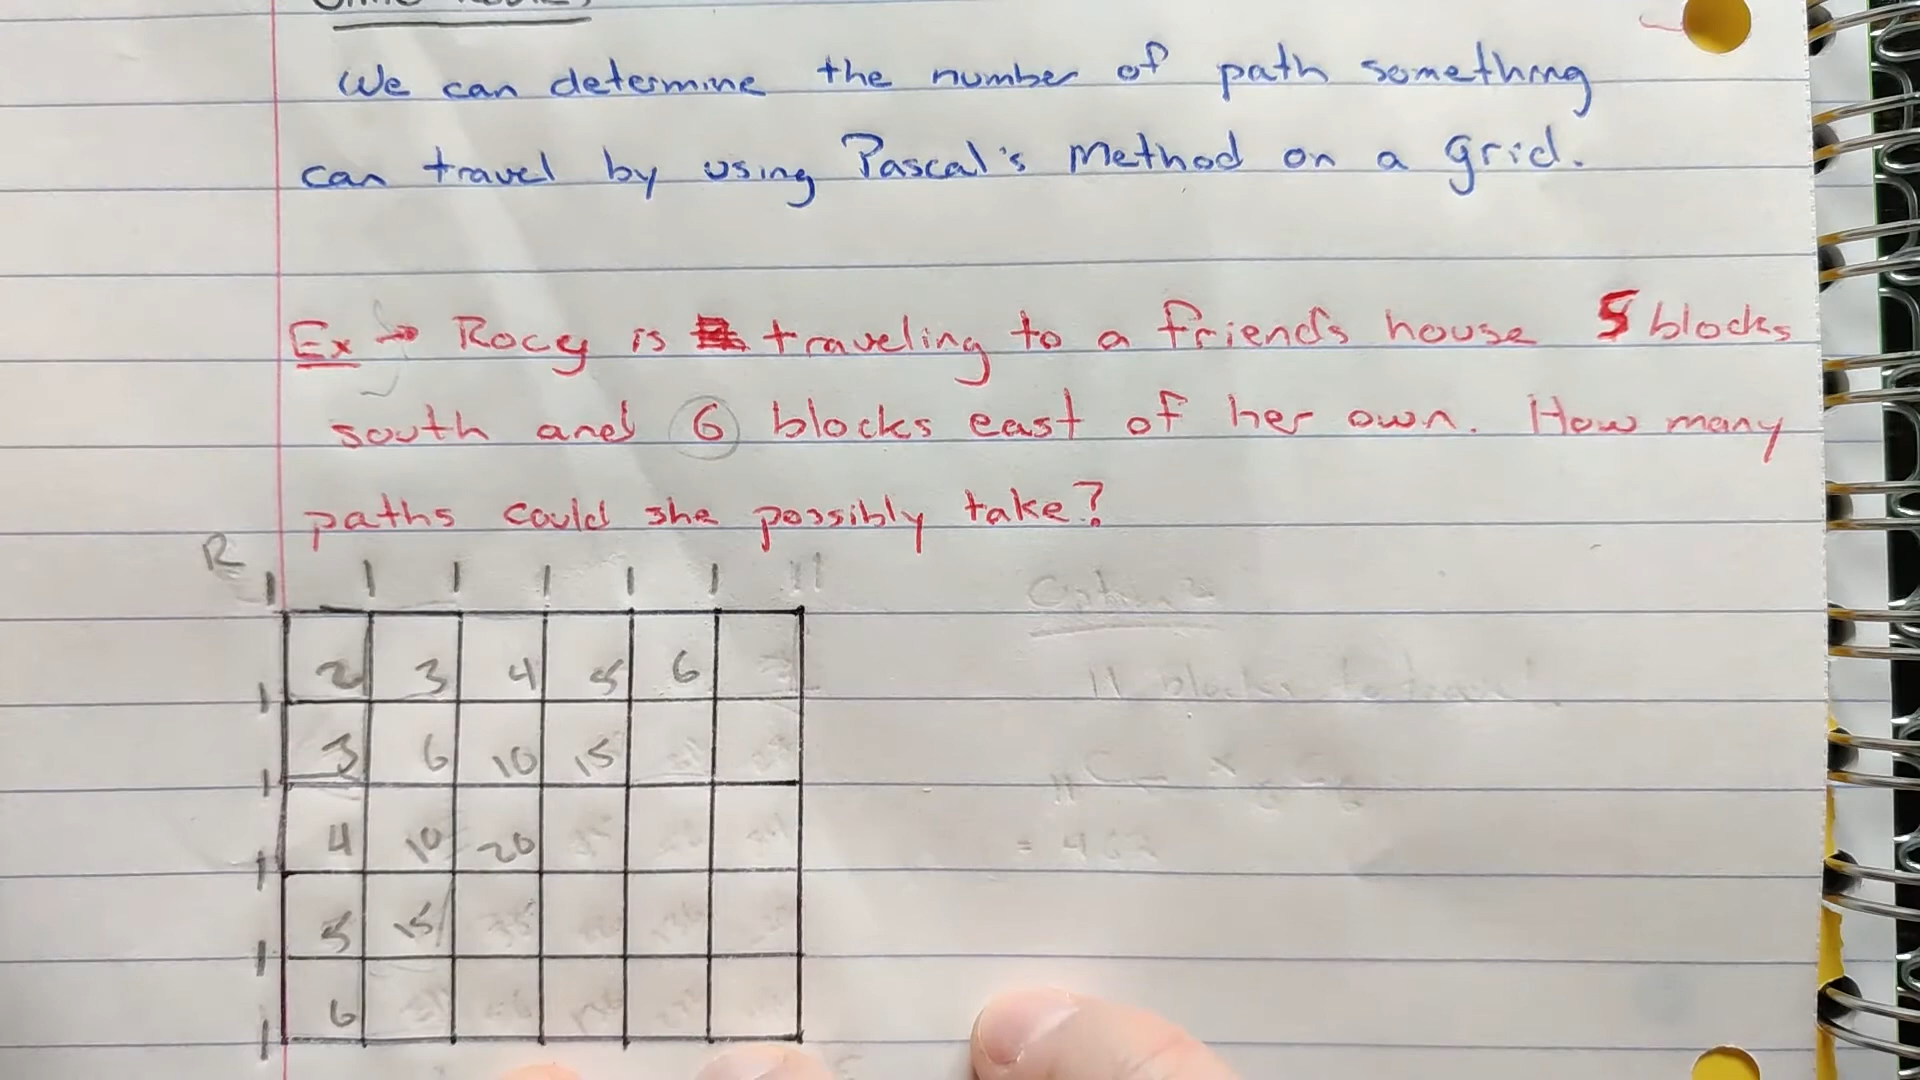 We can determine the number of path something
can travel by using Pascal's Method on a grid.
Ex → Rocy is traveling to a friend's house 5 blocks
south and 6 blocks east of her own. How many
paths could she possibly take?
R
1 1 1 1 1 1
2 3 4 5 6
1
3 6 10 15
1
4 10 20
1
5 15
1
6
1